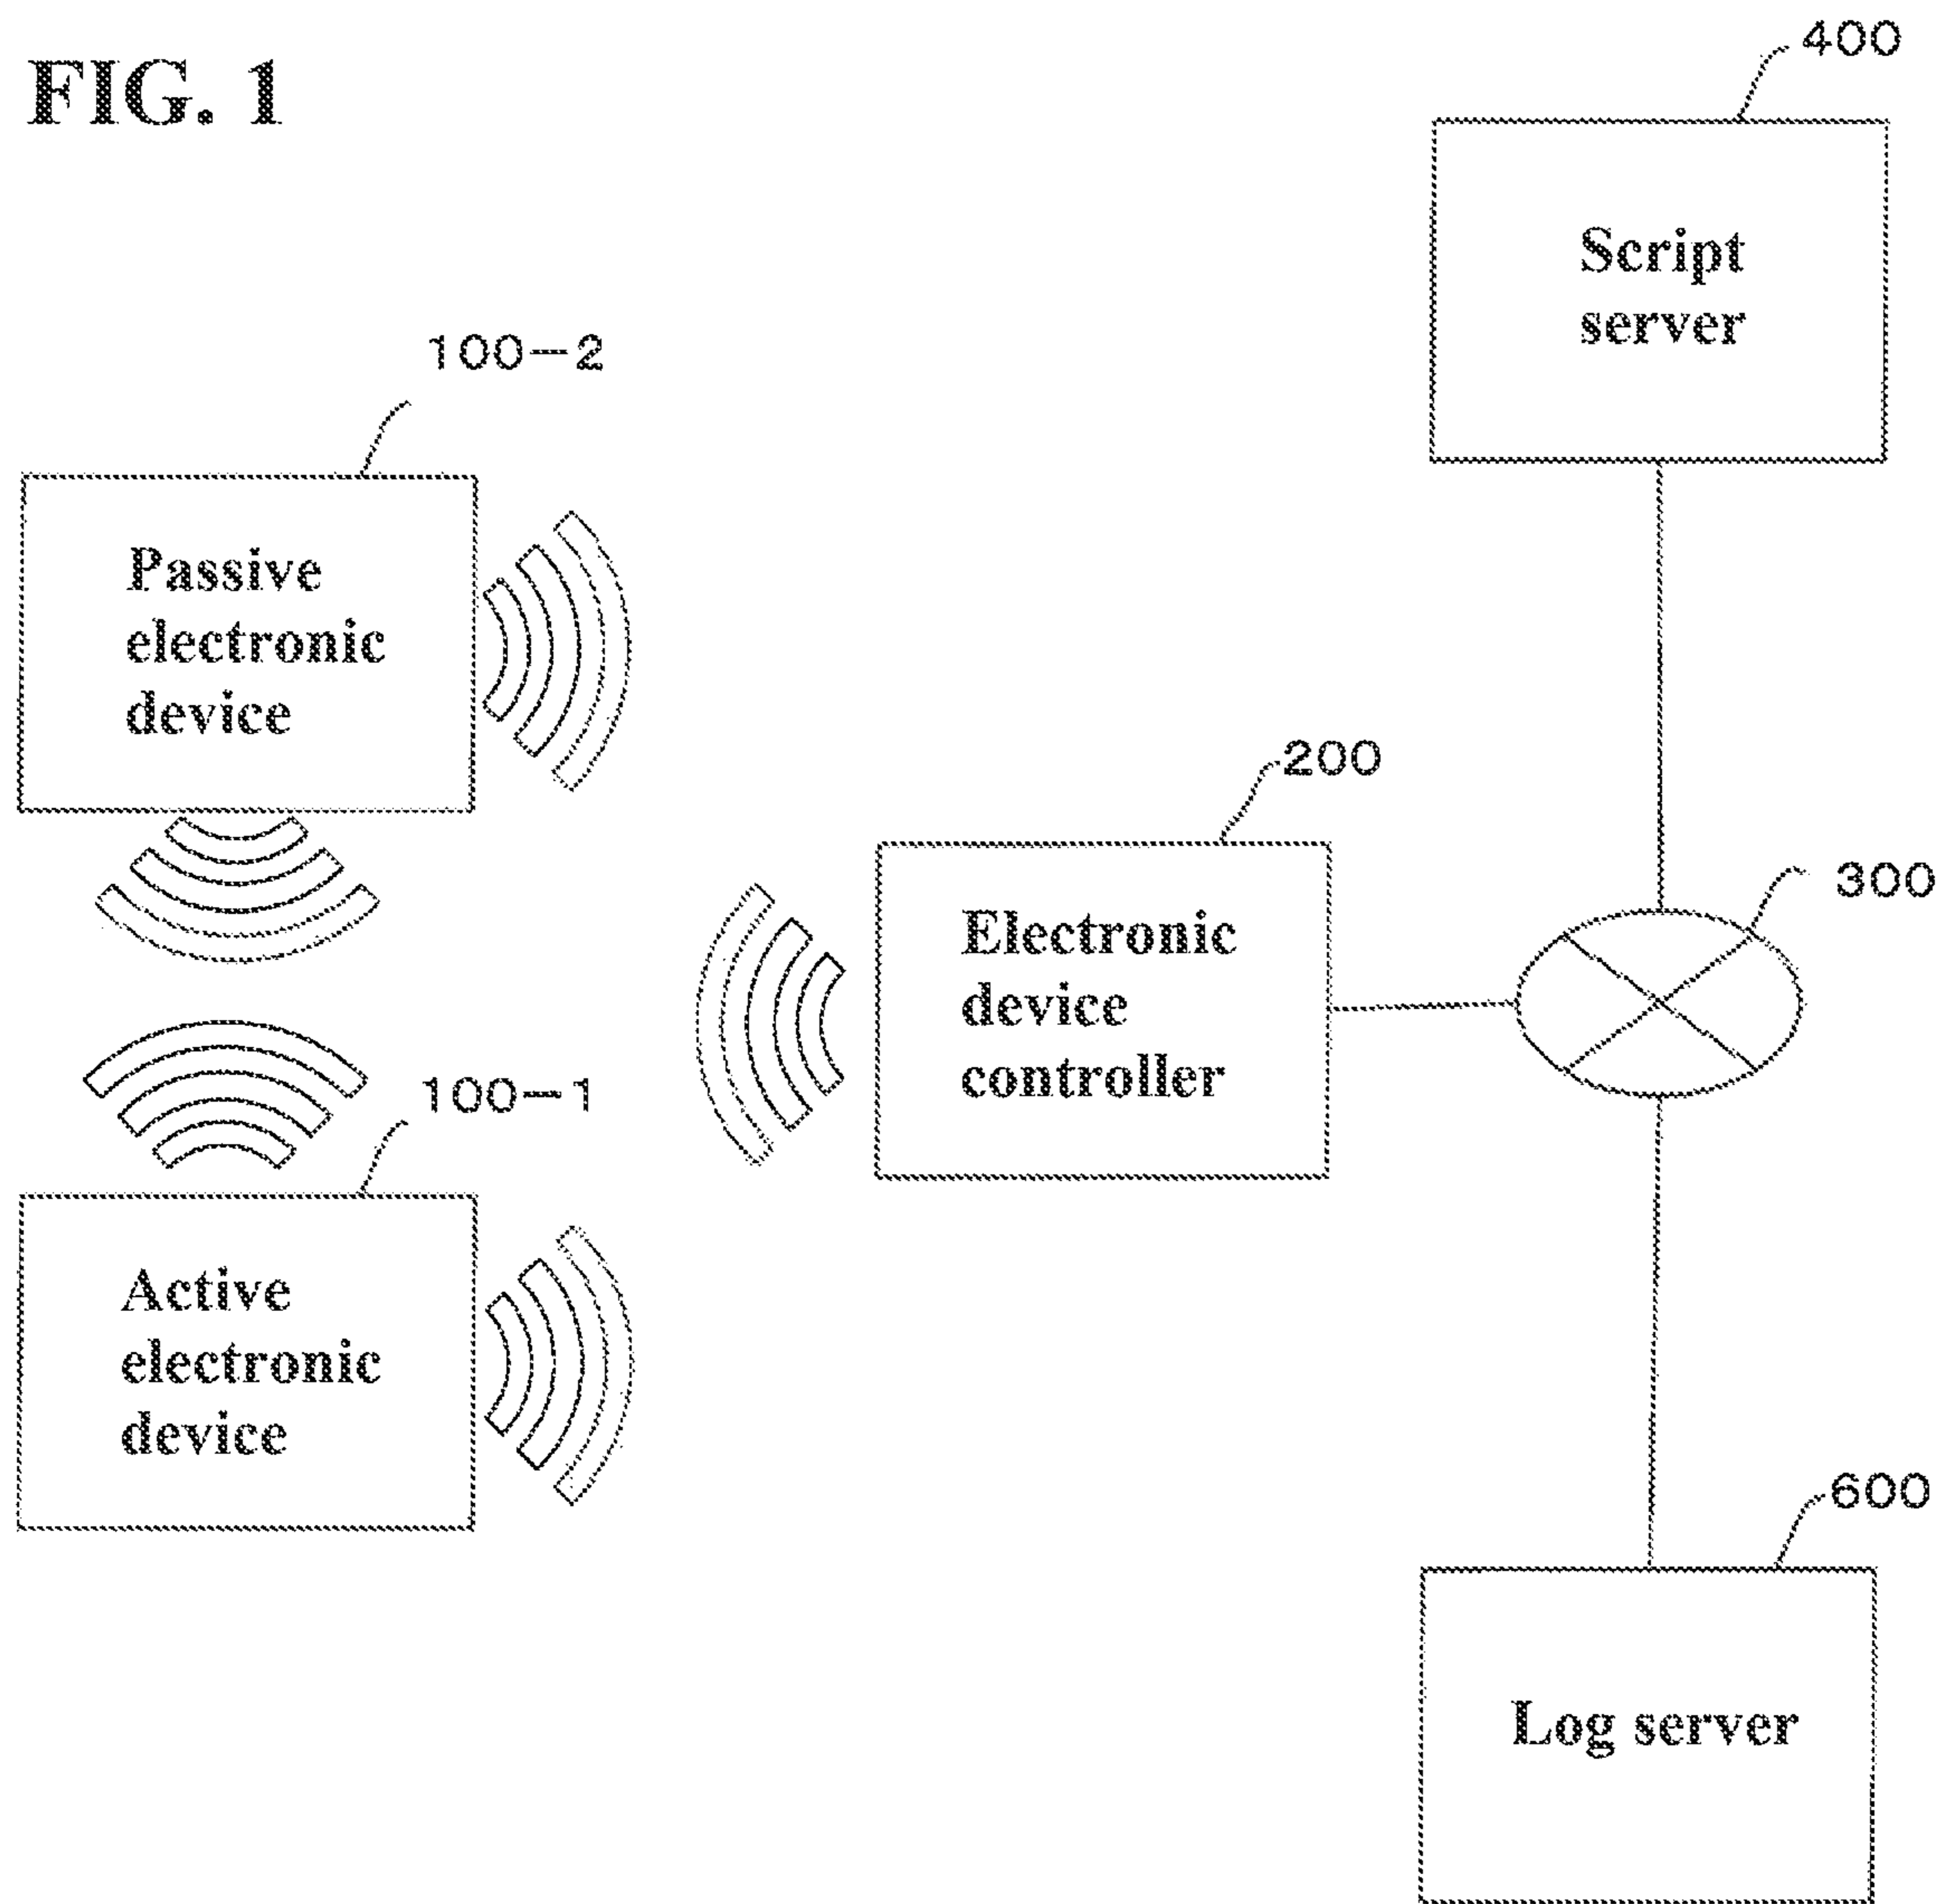 FIG. 1
400
Script
server
100-2
Passive
electronic
device
200
Electronic
device
controller
300
100-1
Active
electronic
device
600
Log server